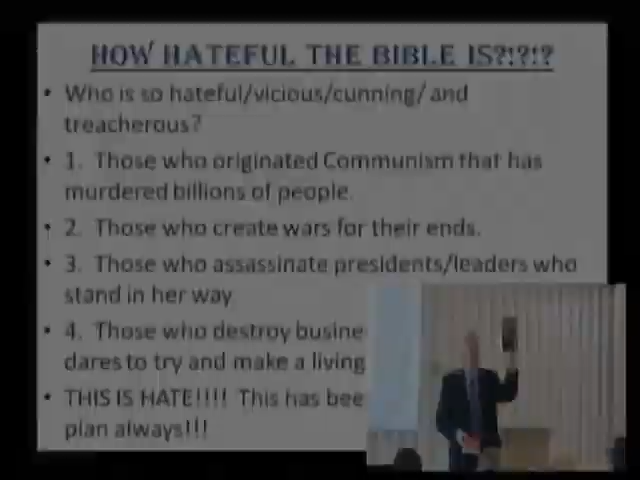 HOW HATEFUL THE BIBLE IS?!?!?
• Who is so hateful/vicious/cunning/ and
treacherous?
• 1. Those who originated Communism that has
murdered billions of people.
• 2. Those who create wars for their ends.
• 3. Those who assassinate presidents/leaders who
stand in her way
• 4. Those who destroy busine
dares to try and make a living
• THIS IS HATE!!!! This has bee
plan always!!!